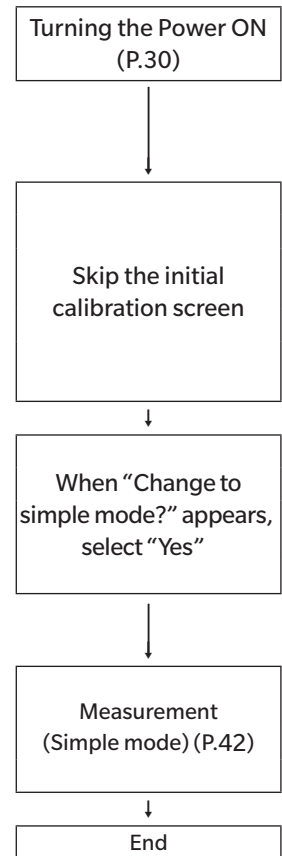 Turning the Power ON
(P.30)
Skip the initial
calibration screen
When “Change to
simple mode?” appears,
select “Yes”
Measurement
(Simple mode) (P.42)
End